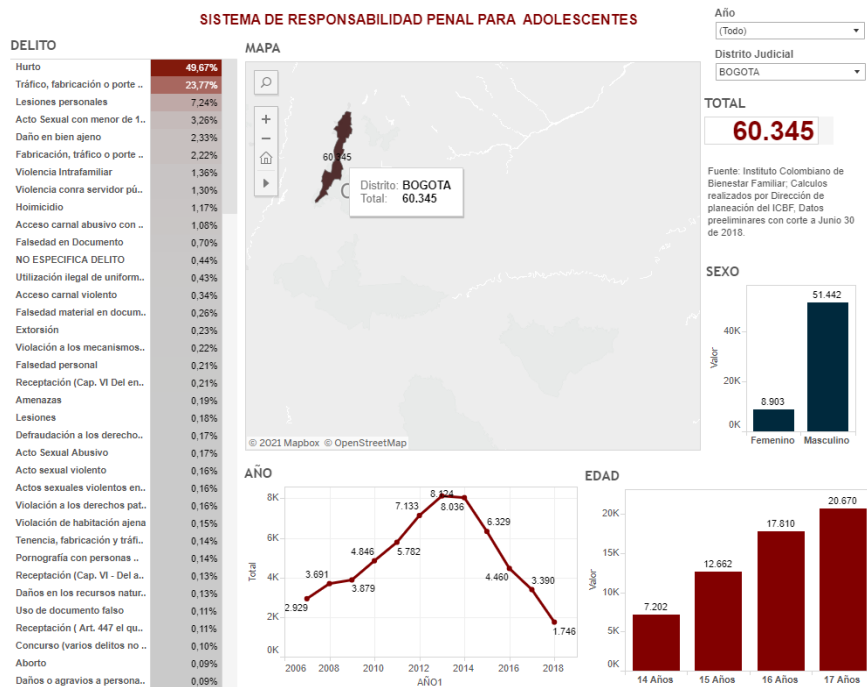 SISTEMA DE RESPONSABILIDAD PENAL PARA ADOLESCENTES
Año
(Todo)
Distrito Judicial
BOGOTA
DELITO
Hurto 49,67%
Tráfico, fabricación o porte .. 23,77%
Lesiones personales 7,24%
Acto Sexual con menor de 1.. 3,26%
Daño en bien ajeno 2,33%
Fabricación, tráfico o porte .. 2,22%
Violencia Intrafamiliar 1,36%
Violencia conra servidor pú.. 1,30%
Hoimicidio 1,17%
Acceso carnal abusivo con .. 1,08%
Falsedad en Documento 0,70%
NO ESPECIFICA DELITO 0,44%
Utilización ilegal de uniform.. 0,43%
Acceso carnal violento 0,34%
Falsedad material en docum.. 0,26%
Extorsión 0,23%
Violación a los mecanismos.. 0,22%
Falsedad personal 0,21%
Receptación (Cap. VI Del en.. 0,21%
Amenazas 0,19%
Lesiones 0,18%
Defraudación a los derecho.. 0,17%
Acto Sexual Abusivo 0,17%
Acto sexual violento 0,16%
Actos sexuales violentos en.. 0,16%
Violación a los derechos pat.. 0,16%
Violación de habitación ajena 0,15%
Tenencia, fabricación y tráfi.. 0,14%
Pornografía con personas .. 0,14%
Receptación (Cap. VI - Del a.. 0,13%
Daños en los recursos natur.. 0,13%
Uso de documento falso 0,11%
Receptación ( Art. 447 el qu.. 0,11%
Concurso (varios delitos no .. 0,10%
Aborto 0,09%
Daños o agravios a persona.. 0,09%
MAPA
60.345
Distrito: BOGOTA
Total: 60.345
© 2021 Mapbox © OpenStreetMap
TOTAL
60.345
Fuente: Instituto Colombiano de
Bienestar Familiar; Calculos
realizados por Dirección de
planeación del ICBF, Datos
preeliminares con corte a Junio 30
de 2018.
SEXO
51.442
40K
20K
8.903
0K
Valor
Femenino Masculino
AÑO
8K
6K
4K
2K
0K
Total
2.929
3.691
3.879
4.846
5.782
7.133
8.124
8.036
6.329
4.460
3.390
1.746
2006 2008 2010 2012 2014 2016 2018
AÑO1
EDAD
20K
15K
10K
5K
0K
Valor
7.202
12.662
17.810
20.670
14 Años 15 Años 16 Años 17 Años